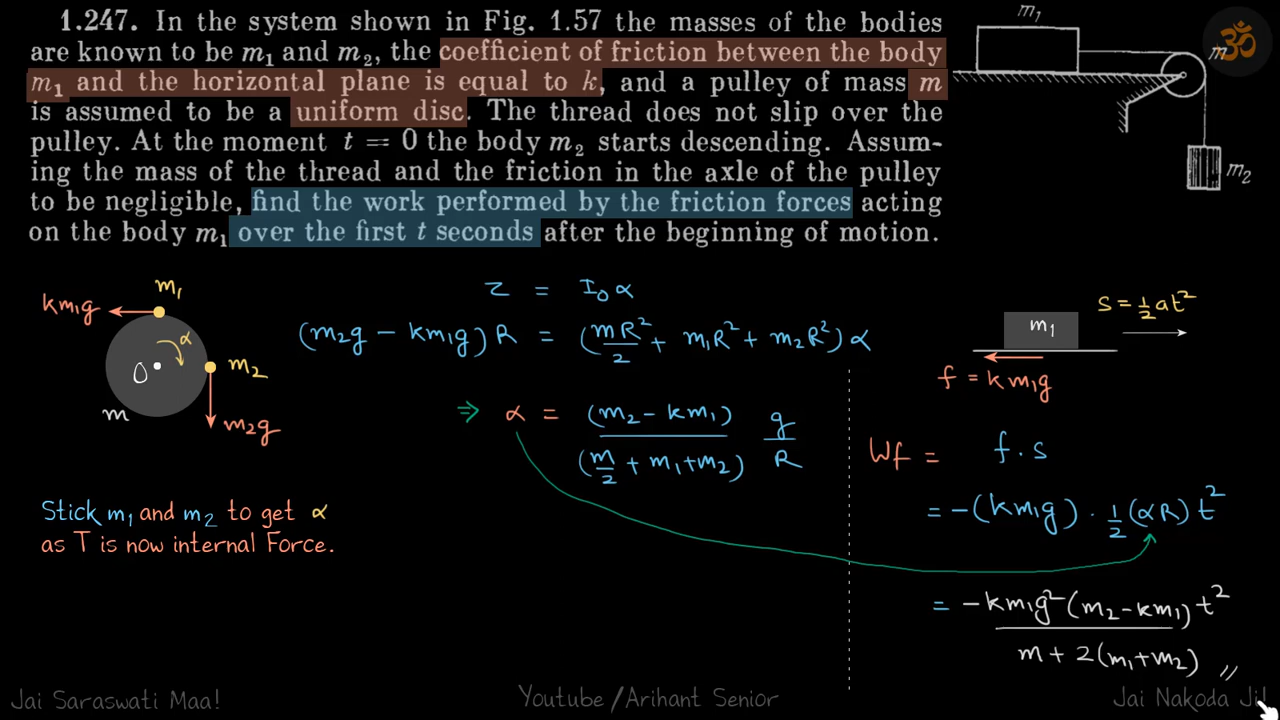 1.247. In the system shown in Fig. 1.57 the masses of the bodies
are known to be m₁ and m₂, the coefficient of friction between the body
m₁ and the horizontal plane is equal to k, and a pulley of mass m
is assumed to be a uniform disc. The thread does not slip over the
pulley. At the moment t = 0 the body m₂ starts descending. Assum-
ing the mass of the thread and the friction in the axle of the pulley
to be negligible, find the work performed by the friction forces acting
on the body m₁ over the first t seconds after the beginning of motion.
m₁
m
ॐ
m₂
m₁
km₁g
α
O
m₂
m
m₂g
Stick m₁ and m₂ to get α
as T is now internal Force.
τ = I₀α
(m₂g − km₁g)R = (mR²/2 + m₁R² + m₂R²)α
⇒ α = (m₂ − km₁)/(m/2 + m₁+m₂) g/R
S = ½at²
m₁
f = km₁g
Wf = f·s
= −(km₁g) · ½(αR)t²
= −km₁g²(m₂−km₁)t² / m + 2(m₁+m₂) //
Jai Saraswati Maa!
Youtube/Arihant Senior
Jai Nakoda Ji!